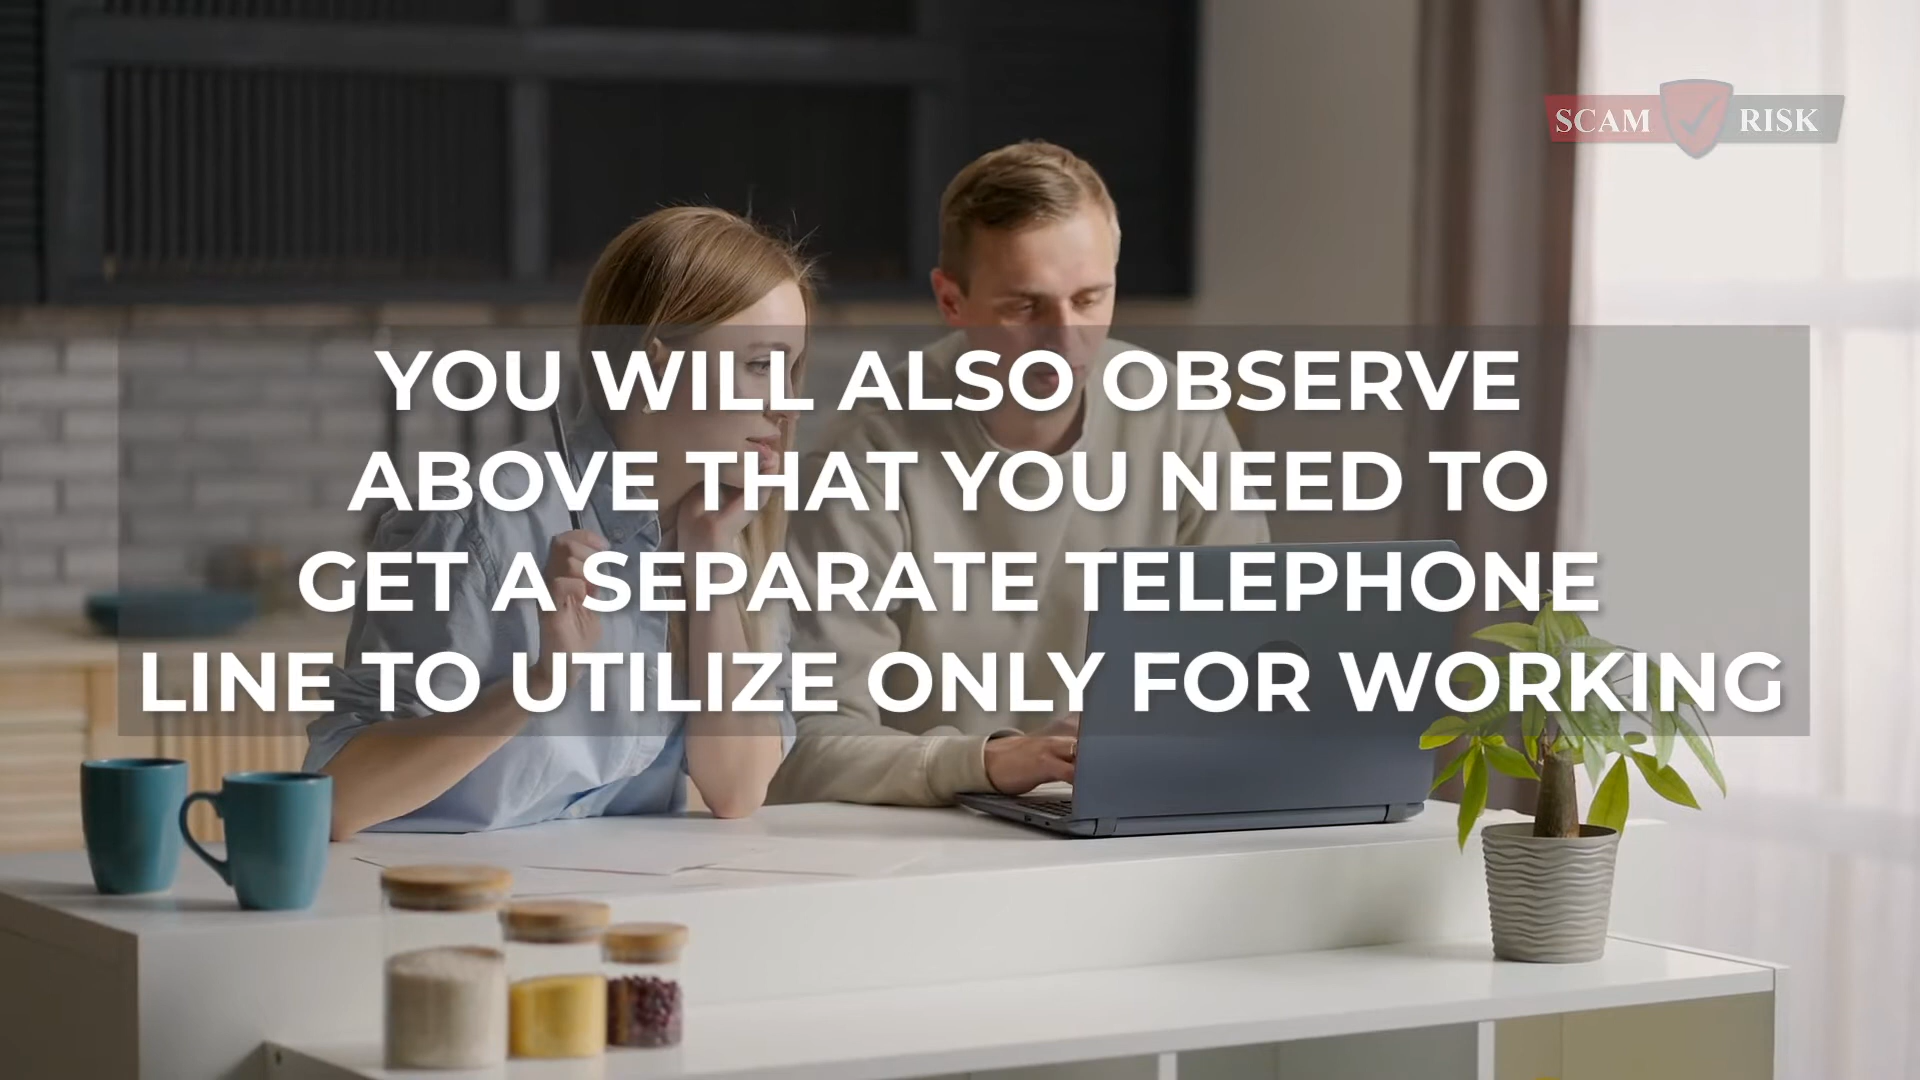 SCAM RISK
YOU WILL ALSO OBSERVE
ABOVE THAT YOU NEED TO
GET A SEPARATE TELEPHONE
LINE TO UTILIZE ONLY FOR WORKING